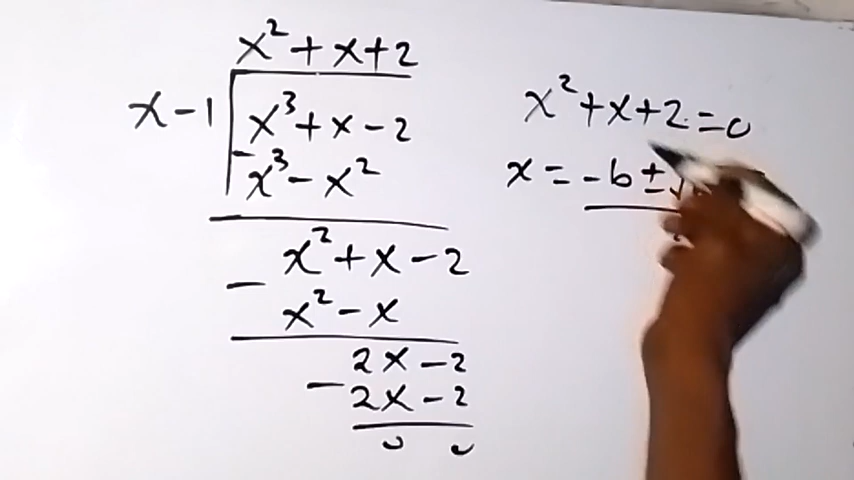 x² + x + 2
x - 1 x³ + x - 2
- x³ - x²
x² + x - 2
- x² - x
2x - 2
- 2x - 2
0 0
x² + x + 2 = 0
x = -b ± √